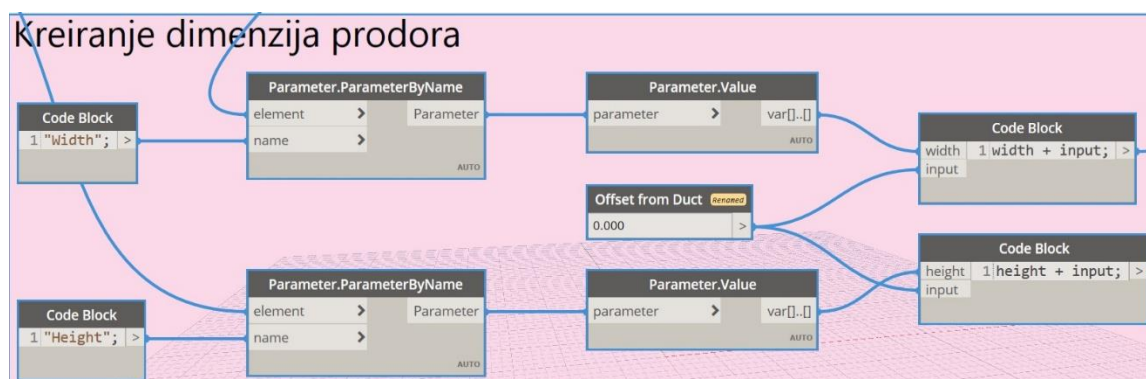 Kreiranje dimenzija prodora
Parameter.ParameterByName
element > Parameter
name >
AUTO
Parameter.Value
parameter > var[]..[]
AUTO
Code Block
1 "Width"; >
Code Block
width 1 width + input; >
input
Offset from Duct Renamed
0.000 >
Code Block
height 1 height + input; >
input
Parameter.ParameterByName
element > Parameter
name >
AUTO
Parameter.Value
parameter > var[]..[]
AUTO
Code Block
1 "Height"; >